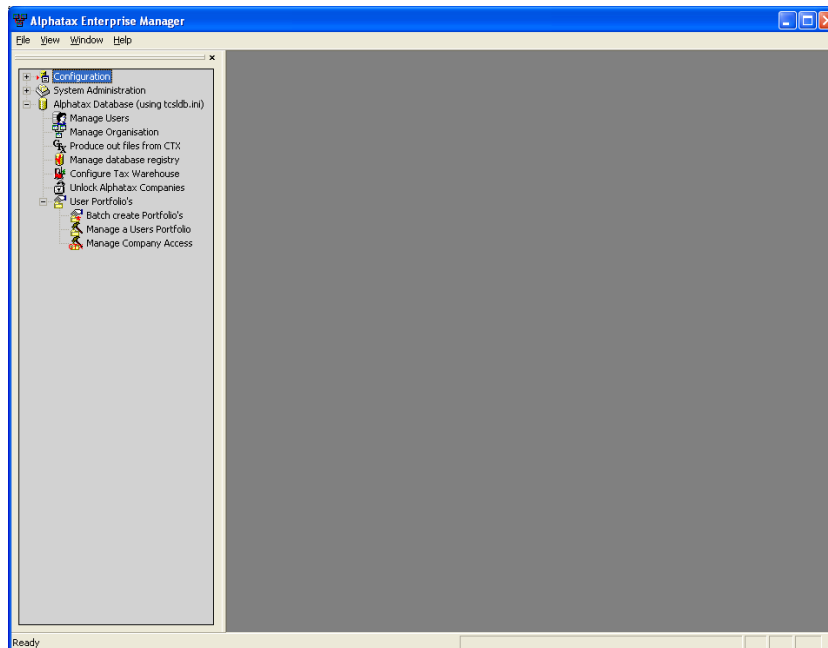 Alphatax Enterprise Manager
File View Window Help
Configuration
System Administration
Alphatax Database (using tcsldb.ini)
Manage Users
Manage Organisation
Produce out files from CTX
Manage database registry
Configure Tax Warehouse
Unlock Alphatax Companies
User Portfolio's
Batch create Portfolio's
Manage a Users Portfolio
Manage Company Access
Ready